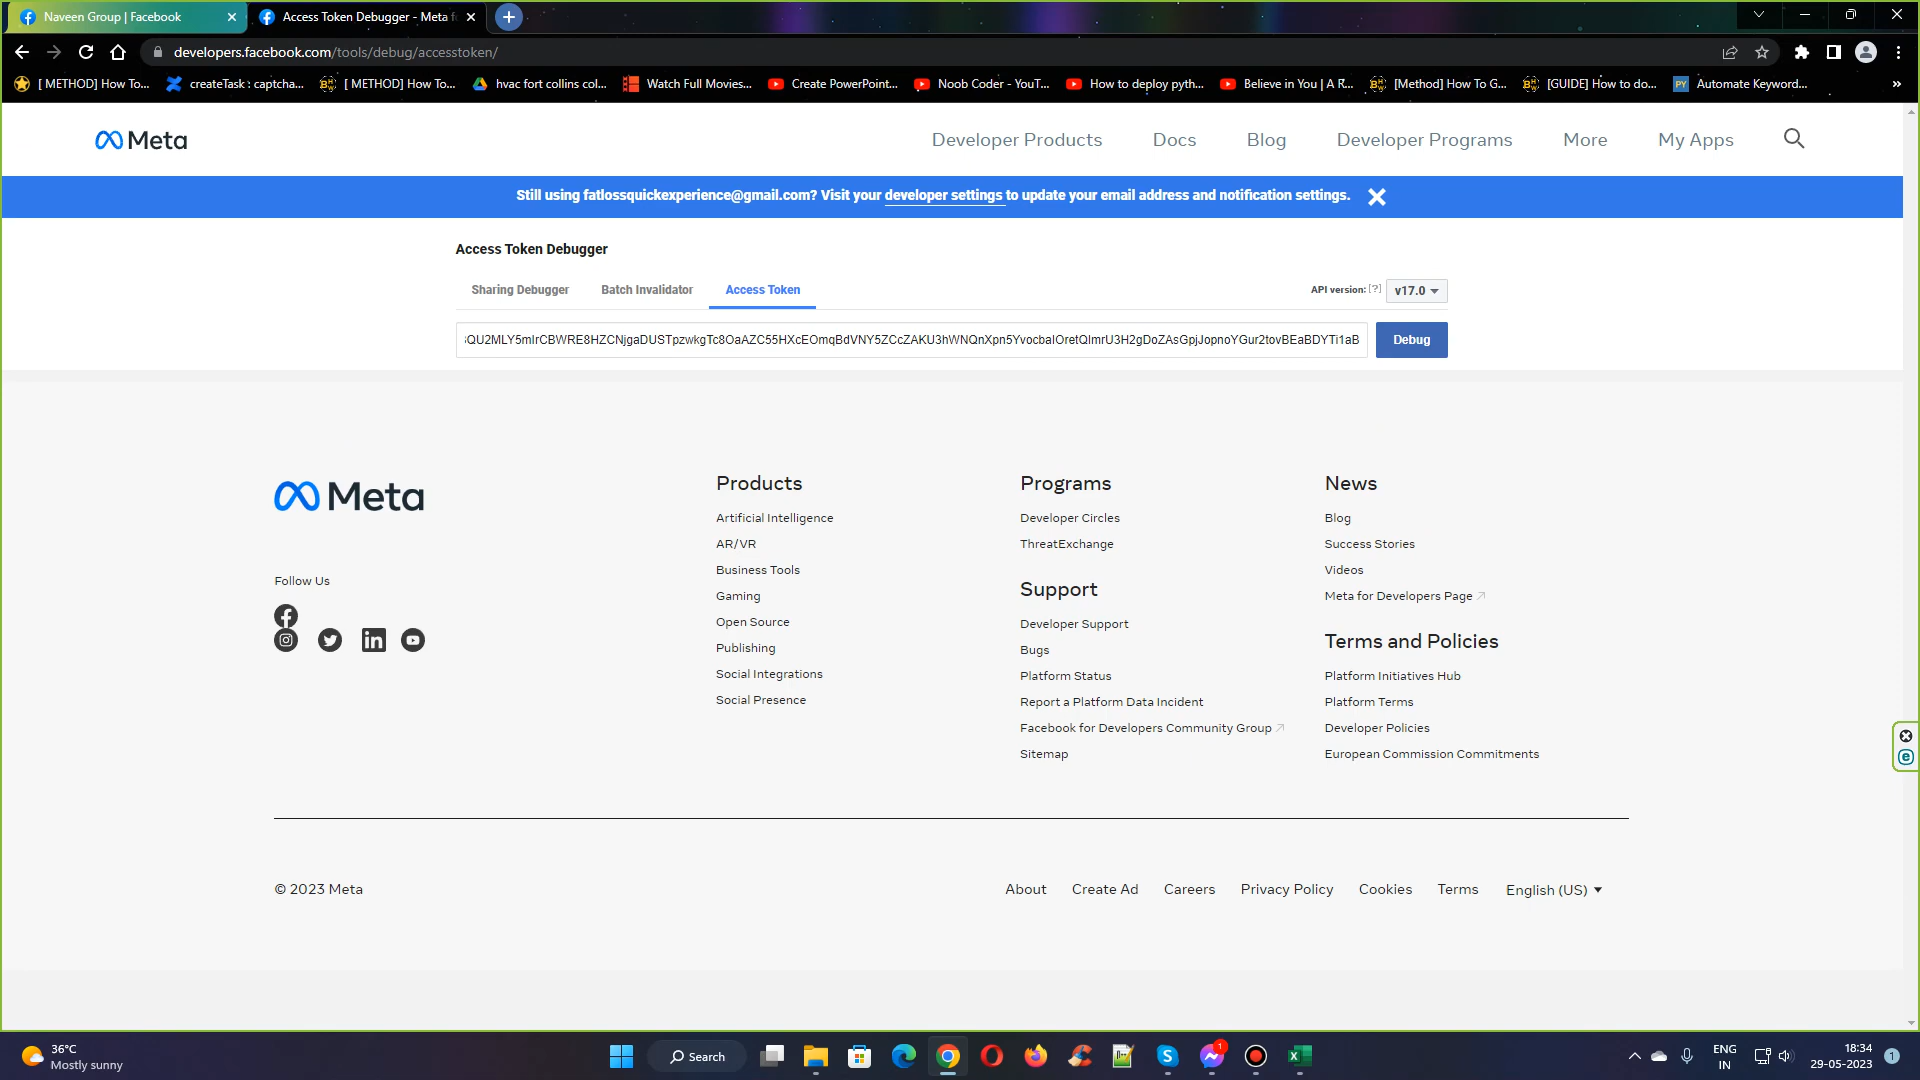 Naveen Group | Facebook
Access Token Debugger - Meta f
developers.facebook.com/tools/debug/accesstoken/
[ METHOD] How To...
createTask : captcha...
[ METHOD] How To...
hvac fort collins col...
Watch Full Movies...
Create PowerPoint...
Noob Coder - YouT...
How to deploy pyth...
Believe in You | A R...
[Method] How To G...
[GUIDE] How to do...
Automate Keyword...
Meta
Developer Products
Docs
Blog
Developer Programs
More
My Apps
Still using fatlossquickexperience@gmail.com? Visit your developer settings to update your email address and notification settings.
Access Token Debugger
Sharing Debugger
Batch Invalidator
Access Token
API version: [?]
v17.0
Debug
Meta
Follow Us
Products
Artificial Intelligence
AR/VR
Business Tools
Gaming
Open Source
Publishing
Social Integrations
Social Presence
Programs
Developer Circles
ThreatExchange
Support
Developer Support
Bugs
Platform Status
Report a Platform Data Incident
Facebook for Developers Community Group
Sitemap
News
Blog
Success Stories
Videos
Meta for Developers Page
Terms and Policies
Platform Initiatives Hub
Platform Terms
Developer Policies
European Commission Commitments
© 2023 Meta
About
Create Ad
Careers
Privacy Policy
Cookies
Terms
English (US)
36°C
Mostly sunny
Search
1
ENG
IN
18:34
29-05-2023
1